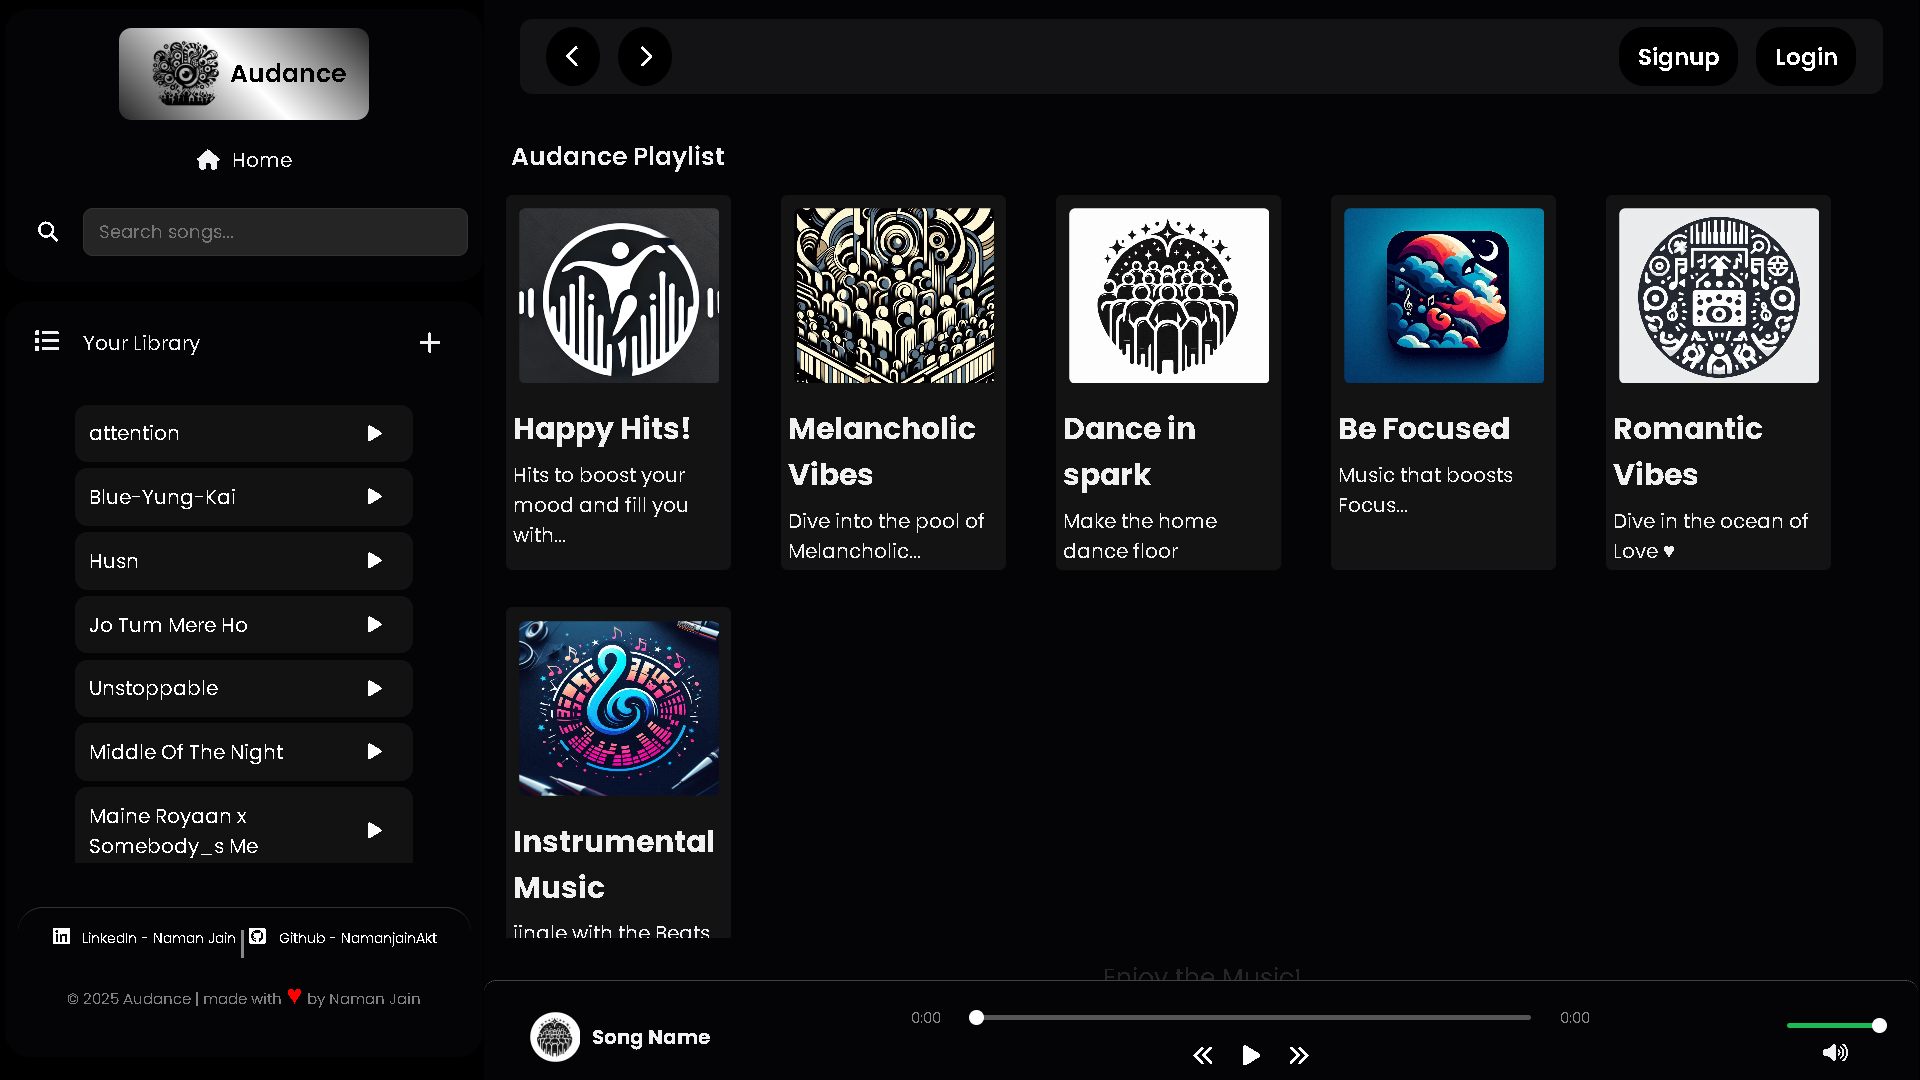 Audance
Home
Search songs...
Your Library
attention
Blue-Yung-Kai
Husn
Jo Tum Mere Ho
Unstoppable
Middle Of The Night
Maine Royaan x
Somebody_s Me
LinkedIn - Naman Jain
Github - NamanjainAkt
© 2025 Audance | made with ♥ by Naman Jain
Signup
Login
Audance Playlist
Happy Hits!
Hits to boost your
mood and fill you
with...
Melancholic
Vibes
Dive into the pool of
Melancholic...
Dance in
spark
Make the home
dance floor
Be Focused
Music that boosts
Focus...
Romantic
Vibes
Dive in the ocean of
Love ♥
Instrumental
Music
jingle with the Beats
Enjoy the Music!
Song Name
0:00
0:00